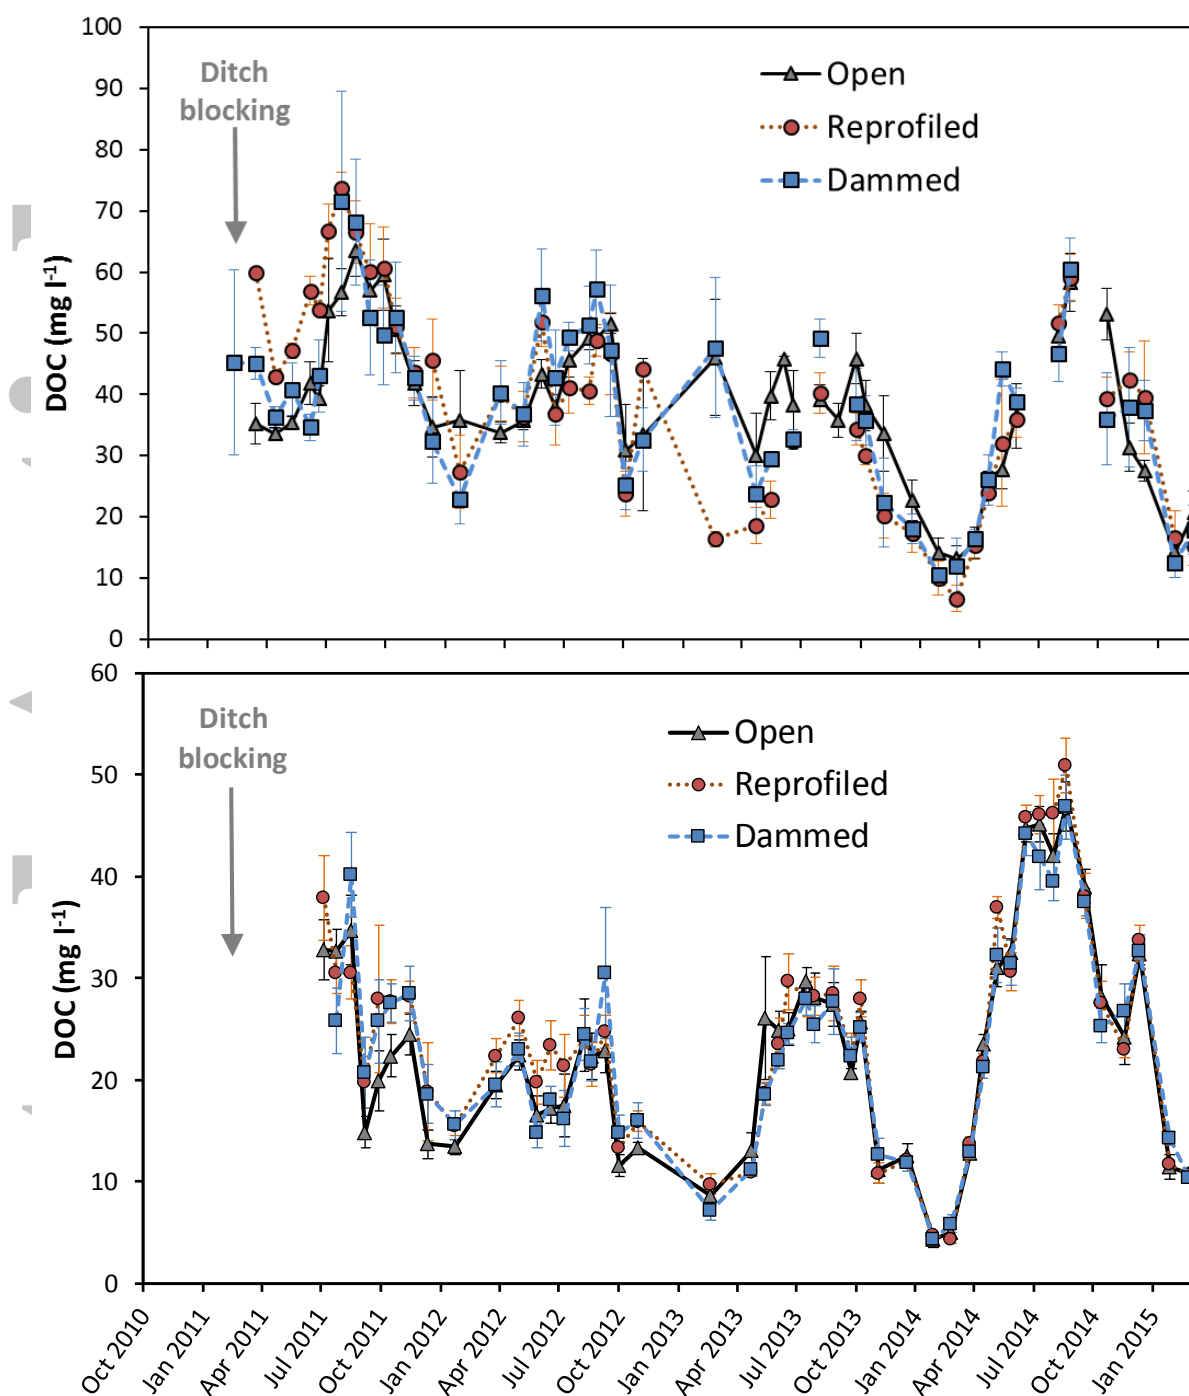 100
90
80
70
60
50
40
30
20
10
0
DOC (mg l-1)
Ditch
blocking
Open
Reprofiled
Dammed
60
50
40
30
20
10
0
DOC (mg l-1)
Ditch
blocking
Open
Reprofiled
Dammed
Oct 2010
Jan 2011
Apr 2011
Jul 2011
Oct 2011
Jan 2012
Apr 2012
Jul 2012
Oct 2012
Jan 2013
Apr 2013
Jul 2013
Oct 2013
Jan 2014
Apr 2014
Jul 2014
Oct 2014
Jan 2015